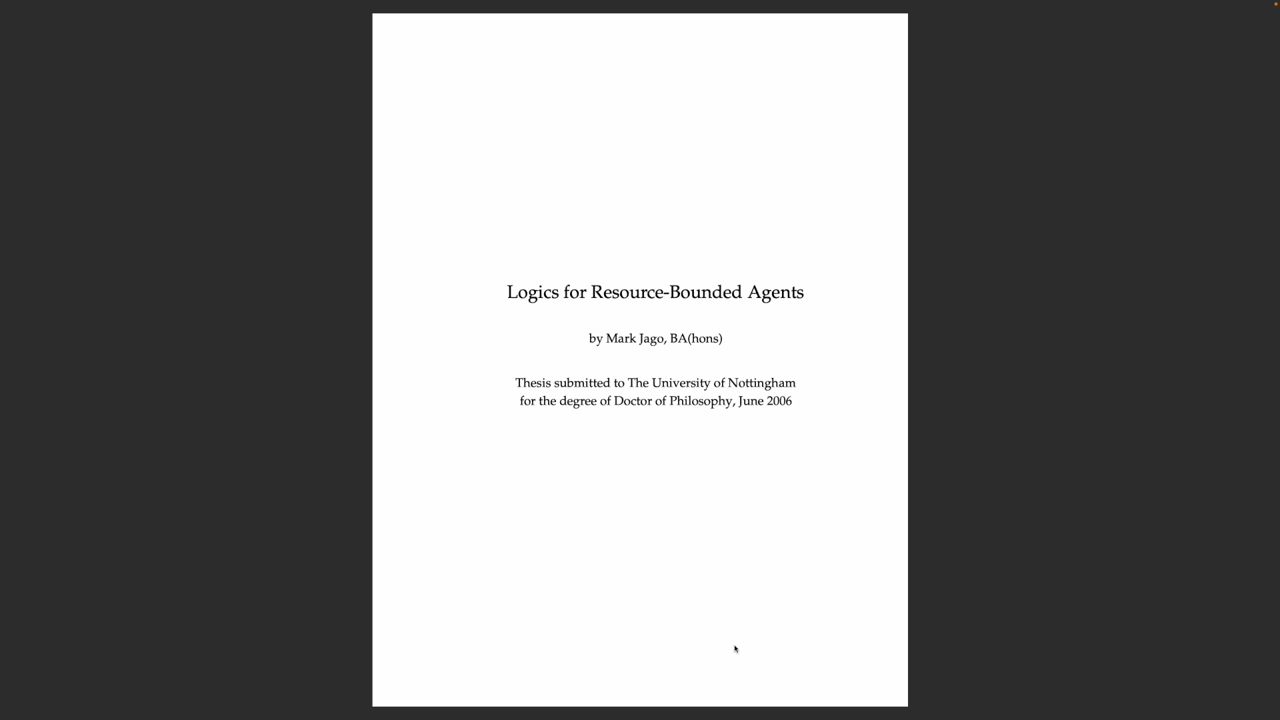 Logics for Resource-Bounded Agents
by Mark Jago, BA(hons)
Thesis submitted to The University of Nottingham
for the degree of Doctor of Philosophy, June 2006